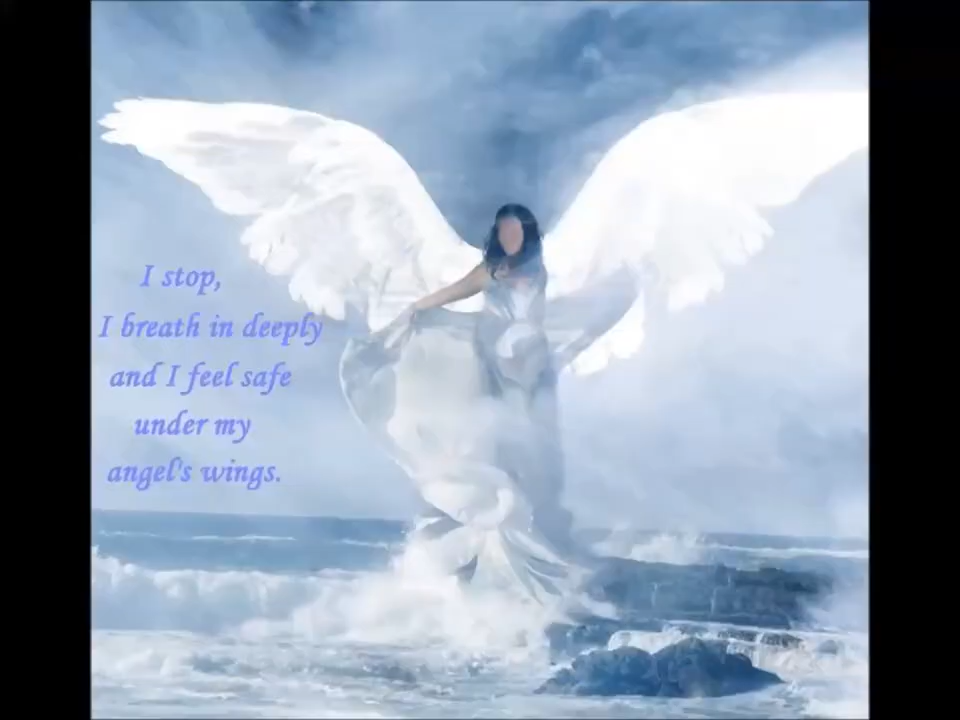 I stop,
I breath in deeply
and I feel safe
under my
angel's wings.